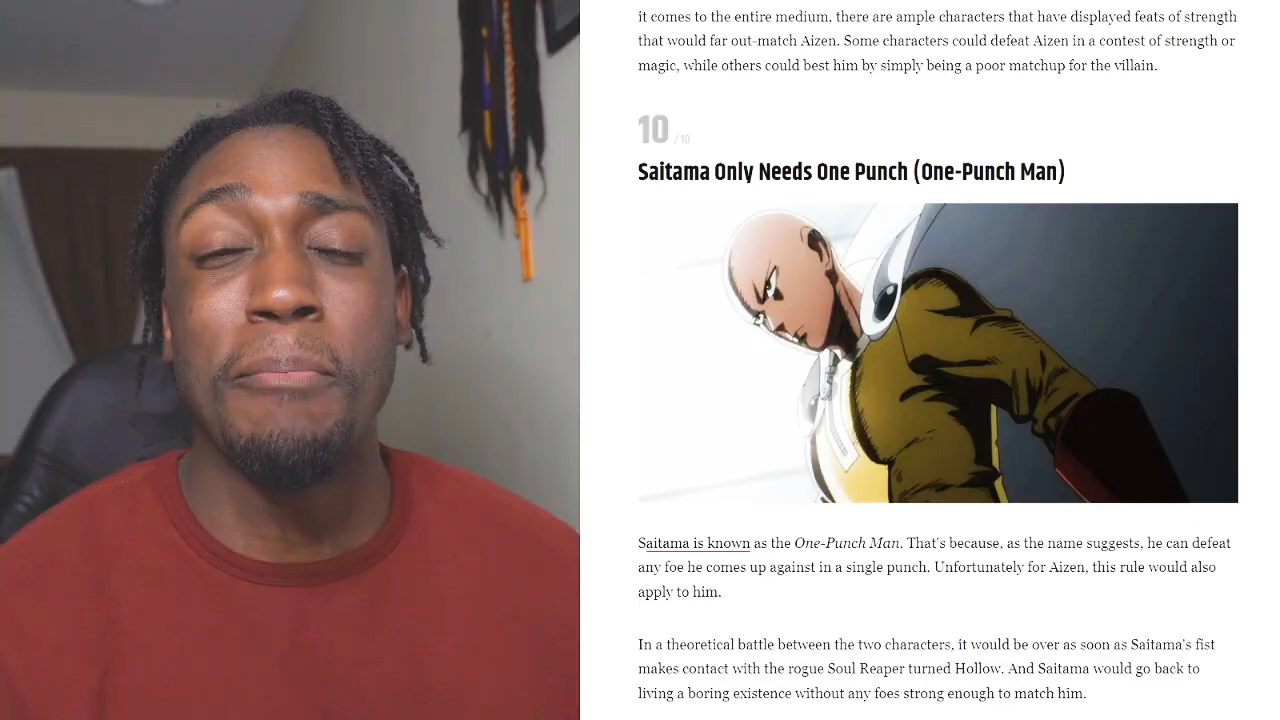 it comes to the entire medium, there are ample characters that have displayed feats of strength
that would far out-match Aizen. Some characters could defeat Aizen in a contest of strength or
magic, while others could best him by simply being a poor matchup for the villain.
10 / 10
Saitama Only Needs One Punch (One-Punch Man)
Saitama is known as the One-Punch Man. That's because, as the name suggests, he can defeat
any foe he comes up against in a single punch. Unfortunately for Aizen, this rule would also
apply to him.
In a theoretical battle between the two characters, it would be over as soon as Saitama's fist
makes contact with the rogue Soul Reaper turned Hollow. And Saitama would go back to
living a boring existence without any foes strong enough to match him.